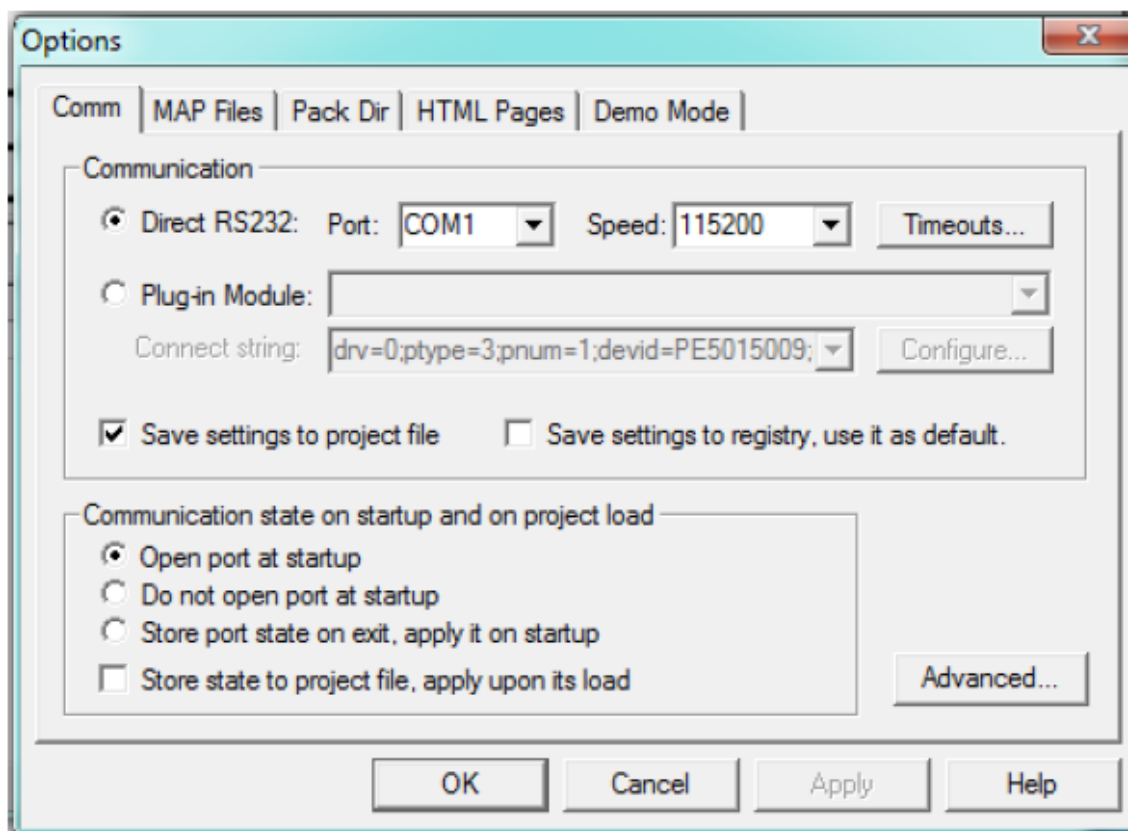 Options
Comm MAP Files Pack Dir HTML Pages Demo Mode
Communication
Direct RS232: Port: COM1 Speed: 115200 Timeouts...
Plug-in Module:
Connect string: drv=0;ptype=3;pnum=1;devid=PE5015009; Configure...
Save settings to project file Save settings to registry, use it as default.
Communication state on startup and on project load
Open port at startup
Do not open port at startup
Store port state on exit, apply it on startup
Store state to project file, apply upon its load
Advanced...
OK Cancel Apply Help